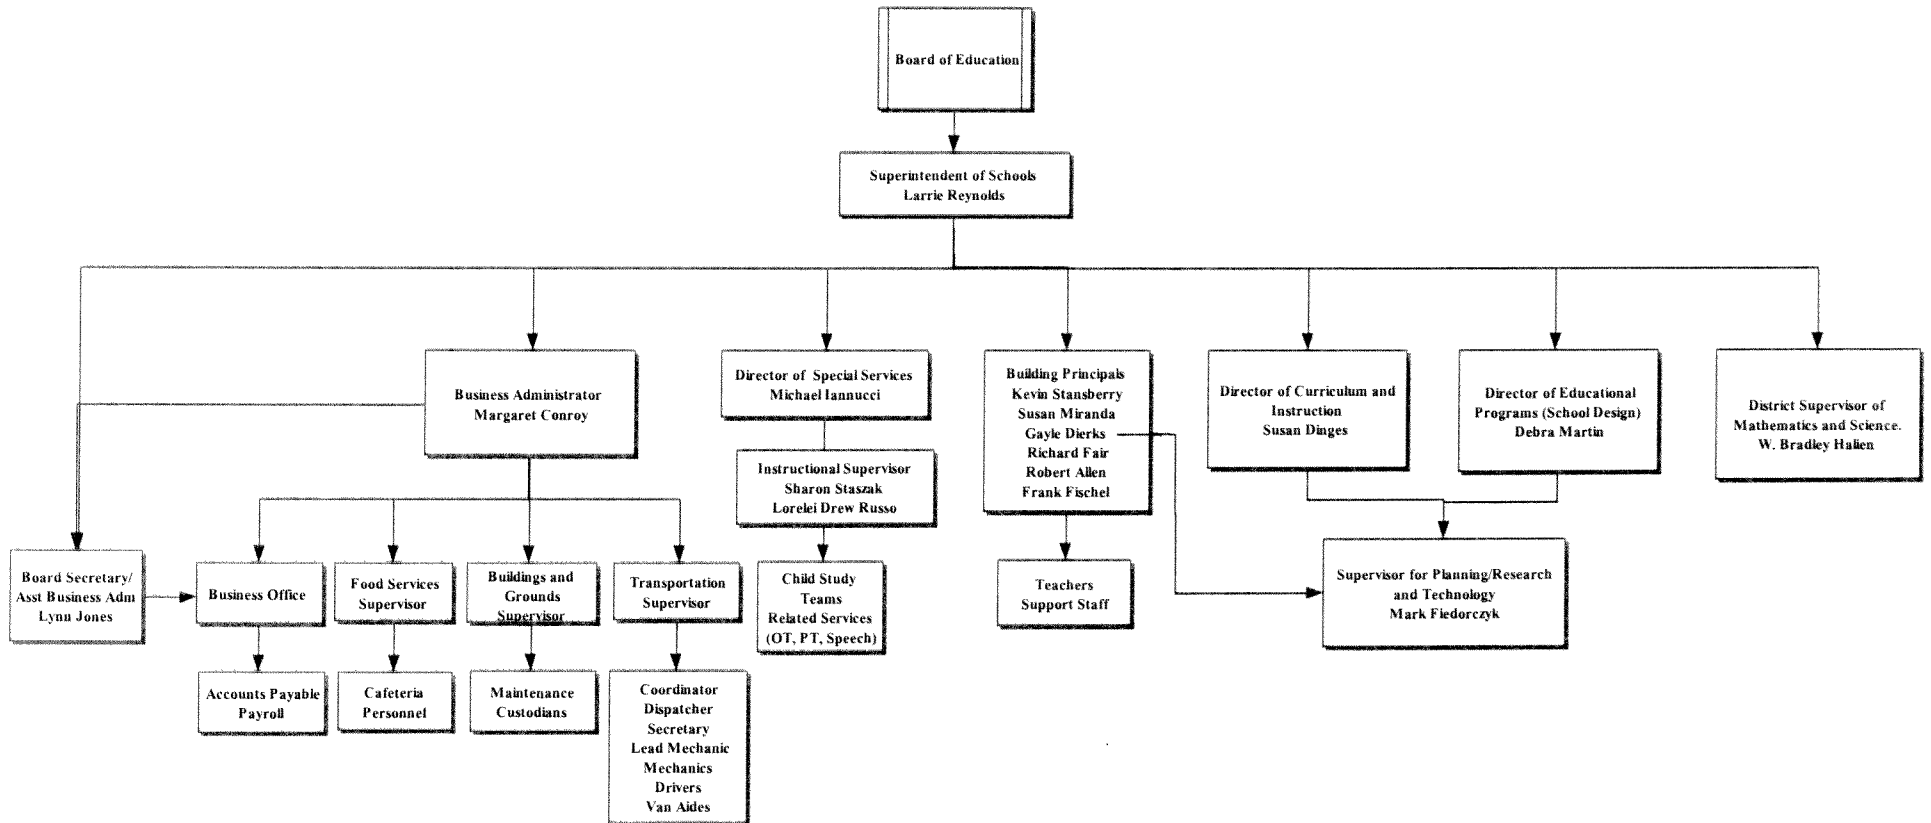 Board of Education
Superintendent of Schools
Larrie Reynolds
Business Administrator
Margaret Conroy
Director of Special Services
Michael Iannucci
Instructional Supervisor
Sharon Staszak
Lorelei Drew Russo
Building Principals
Kevin Stansberry
Susan Miranda
Gayle Dierks
Richard Fair
Robert Allen
Frank Fischel
Director of Curriculum and
Instruction
Susan Dinges
Director of Educational
Programs (School Design)
Debra Martin
District Supervisor of
Mathematics and Science.
W. Bradley Halien
Board Secretary/
Asst Business Adm
Lynn Jones
Business Office
Food Services
Supervisor
Buildings and
Grounds
Supervisor
Transportation
Supervisor
Child Study
Teams
Related Services
(OT, PT, Speech)
Teachers
Support Staff
Supervisor for Planning/Research
and Technology
Mark Fiedorczyk
Accounts Payable
Payroll
Cafeteria
Personnel
Maintenance
Custodians
Coordinator
Dispatcher
Secretary
Lead Mechanic
Mechanics
Drivers
Van Aides